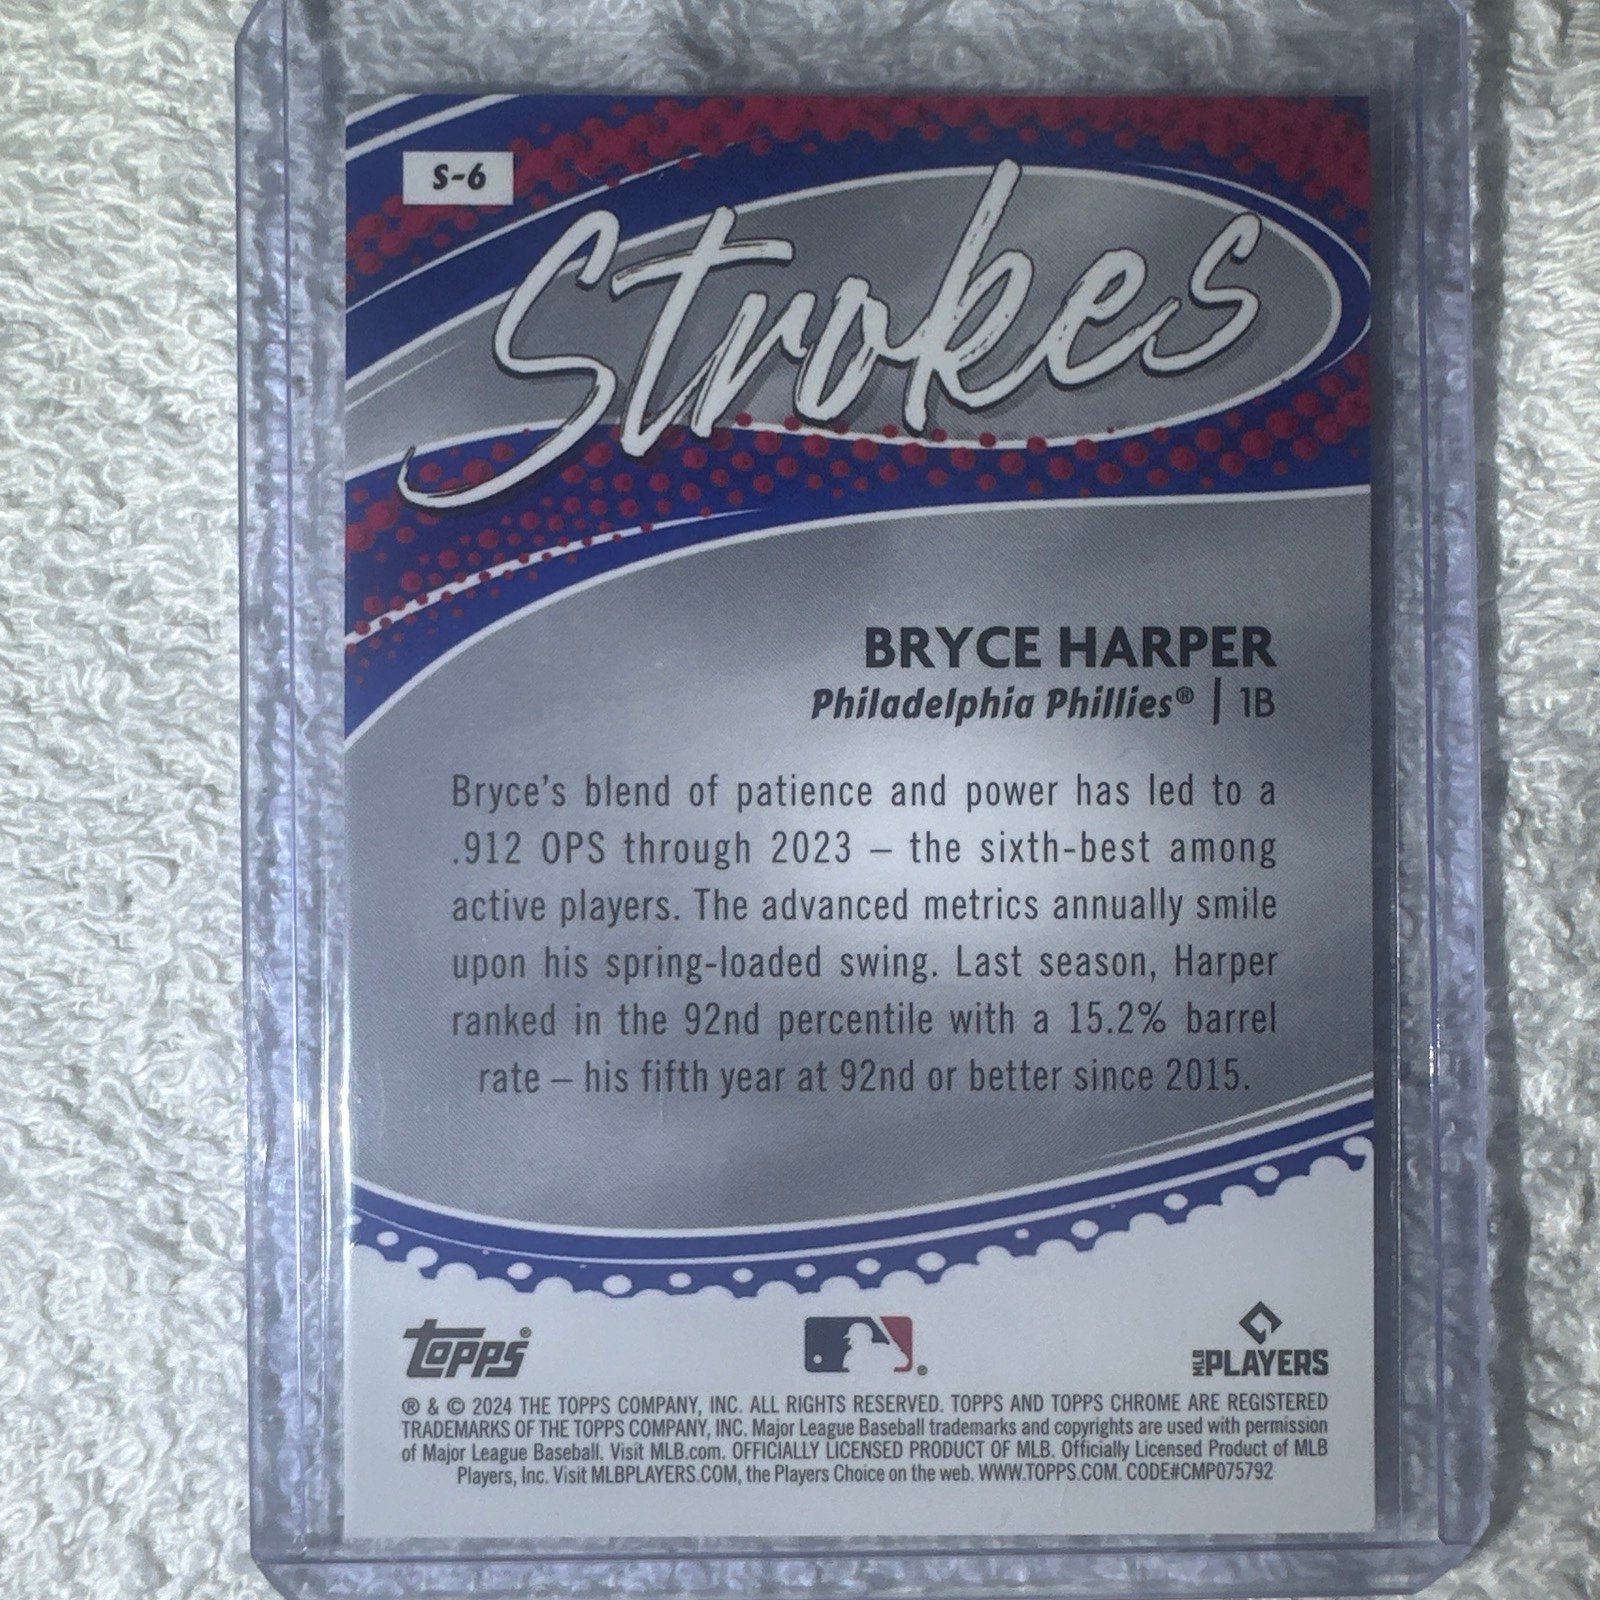 S-6
Strokes
BRYCE HARPER
Philadelphia Phillies® | 1B
Bryce's blend of patience and power has led to a
.912 OPS through 2023 – the sixth-best among
active players. The advanced metrics annually smile
upon his spring-loaded swing. Last season, Harper
ranked in the 92nd percentile with a 15.2% barrel
rate – his fifth year at 92nd or better since 2015.
topps®
®
MLB PLAYERS
® & © 2024 THE TOPPS COMPANY, INC. ALL RIGHTS RESERVED. TOPPS AND TOPPS CHROME ARE REGISTERED
TRADEMARKS OF THE TOPPS COMPANY, INC. Major League Baseball trademarks and copyrights are used with permission
of Major League Baseball. Visit MLB.com. OFFICIALLY LICENSED PRODUCT OF MLB. Officially Licensed Product of MLB
Players, Inc. Visit MLBPLAYERS.COM, the Players Choice on the web. WWW.TOPPS.COM. CODE#CMP075792